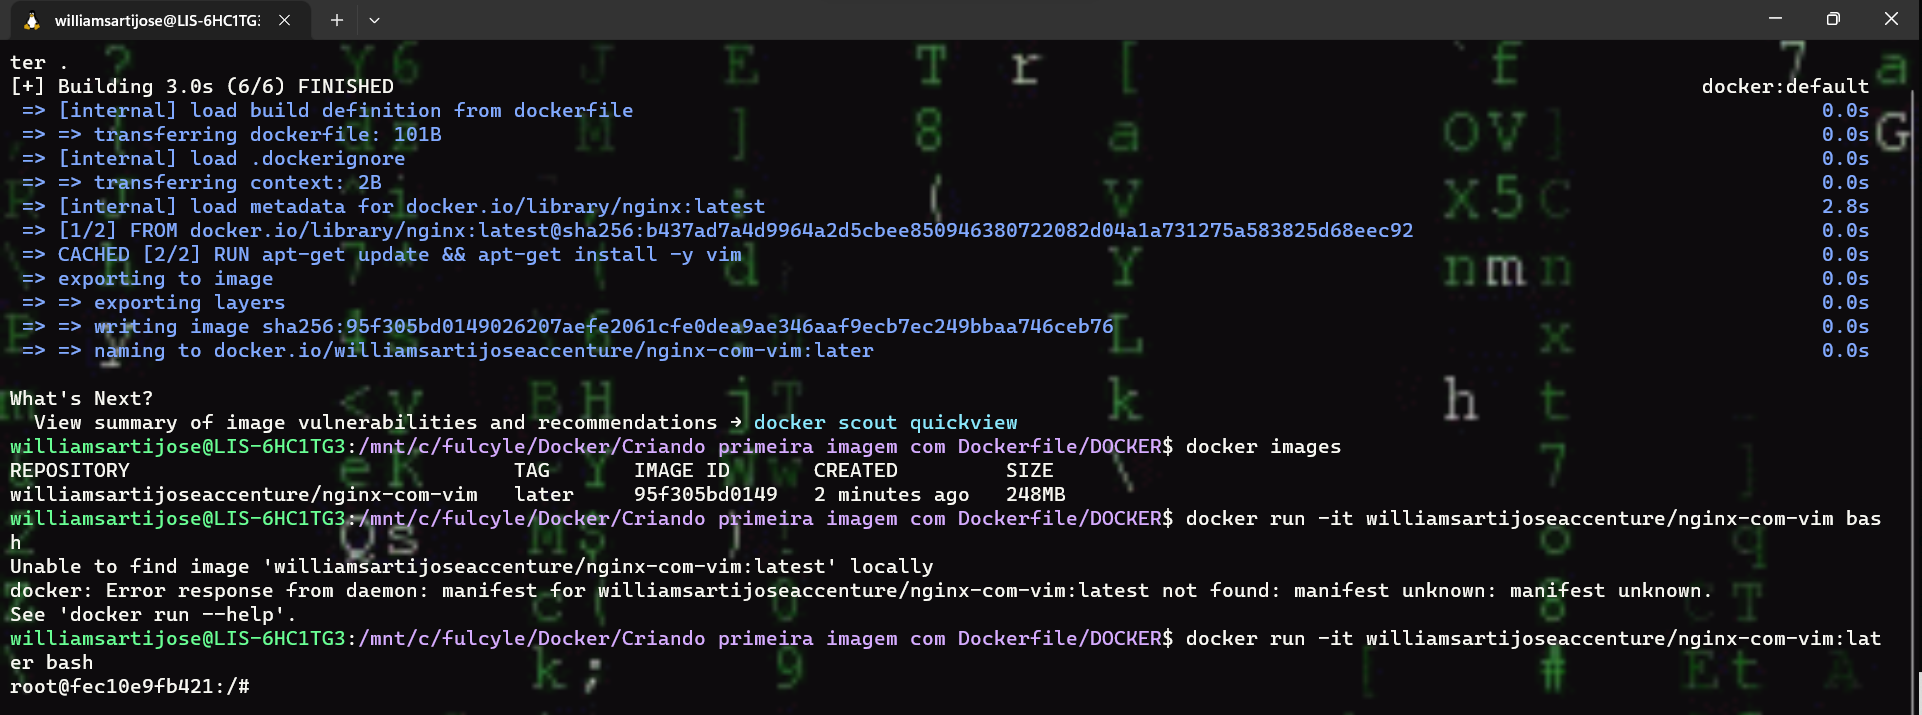 williamsartijose@LIS-6HC1TG3:
ter .
[+] Building 3.0s (6/6) FINISHED docker:default
=> [internal] load build definition from dockerfile 0.0s
=> => transferring dockerfile: 101B 0.0s
=> [internal] load .dockerignore 0.0s
=> => transferring context: 2B 0.0s
=> [internal] load metadata for docker.io/library/nginx:latest 2.8s
=> [1/2] FROM docker.io/library/nginx:latest@sha256:b437ad7a4d9964a2d5cbee850946380722082d04a1a731275a583825d68eec92 0.0s
=> CACHED [2/2] RUN apt-get update && apt-get install -y vim 0.0s
=> exporting to image 0.0s
=> => exporting layers 0.0s
=> => writing image sha256:95f305bd0149026207aefe2061cfe0dea9ae346aaf9ecb7ec249bbaa746ceb76 0.0s
=> => naming to docker.io/williamsartijoseaccenture/nginx-com-vim:later 0.0s
What's Next?
View summary of image vulnerabilities and recommendations → docker scout quickview
williamsartijose@LIS-6HC1TG3:/mnt/c/fulcyle/Docker/Criando primeira imagem com Dockerfile/DOCKER$ docker images
REPOSITORY TAG IMAGE ID CREATED SIZE
williamsartijoseaccenture/nginx-com-vim later 95f305bd0149 2 minutes ago 248MB
williamsartijose@LIS-6HC1TG3:/mnt/c/fulcyle/Docker/Criando primeira imagem com Dockerfile/DOCKER$ docker run -it williamsartijoseaccenture/nginx-com-vim bas
h
Unable to find image 'williamsartijoseaccenture/nginx-com-vim:latest' locally
docker: Error response from daemon: manifest for williamsartijoseaccenture/nginx-com-vim:latest not found: manifest unknown: manifest unknown.
See 'docker run --help'.
williamsartijose@LIS-6HC1TG3:/mnt/c/fulcyle/Docker/Criando primeira imagem com Dockerfile/DOCKER$ docker run -it williamsartijoseaccenture/nginx-com-vim:lat
er bash
root@fec10e9fb421:/#